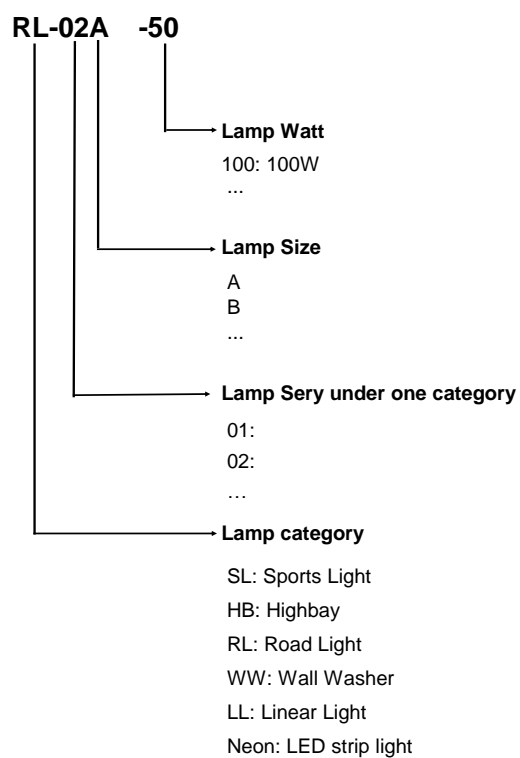 RL-02A -50
Lamp Watt
100: 100W
...
Lamp Size
A
B
...
Lamp Sery under one category
01:
02:
…
Lamp category
SL: Sports Light
HB: Highbay
RL: Road Light
WW: Wall Washer
LL: Linear Light
Neon: LED strip light